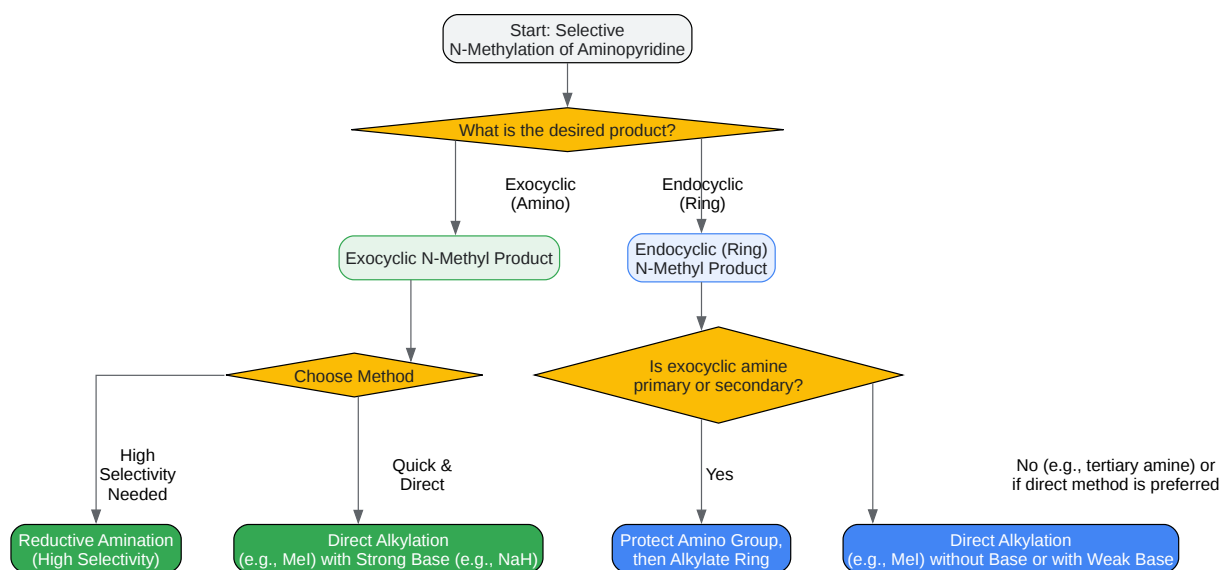 Start: Selective
N-Methylation of Aminopyridine
What is the desired product?
Exocyclic
(Amino)
Endocyclic
(Ring)
Exocyclic N-Methyl Product
Endocyclic (Ring)
N-Methyl Product
Choose Method
Is exocyclic amine
primary or secondary?
High
Selectivity
Needed
Quick &
Direct
Yes
No (e.g., tertiary amine) or
if direct method is preferred
Reductive Amination
(High Selectivity)
Direct Alkylation
(e.g., MeI) with Strong Base (e.g., NaH)
Protect Amino Group,
then Alkylate Ring
Direct Alkylation
(e.g., MeI) without Base or with Weak Base